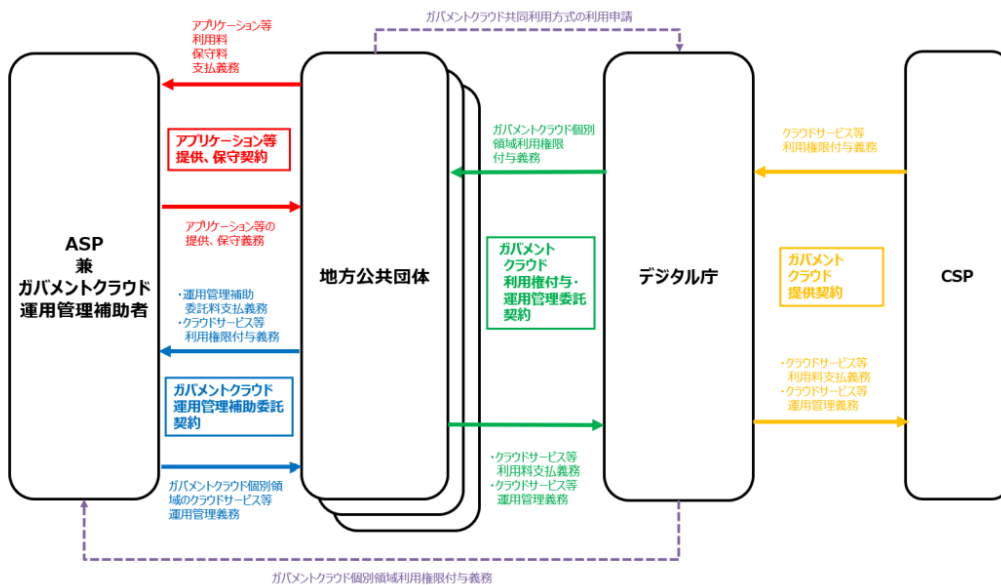 ガバメントクラウド共同利用方式の利用申請
アプリケーション等
利用料
保守料
支払義務
アプリケーション等
提供、保守契約
アプリケーション等の
提供、保守義務
ASP
兼
ガバメントクラウド
運用管理補助者
・運用管理補助
委託料支払義務
・クラウドサービス等
利用権限付与義務
ガバメントクラウド
運用管理補助委託
契約
ガバメントクラウド個別領
域のクラウドサービス等
運用管理義務
地方公共団体
ガバメントクラウド個別
領域利用権限
付与義務
ガバメント
クラウド
利用権付与・
運用管理委託
契約
・クラウドサービス等
利用料支払義務
・クラウドサービス等
運用管理義務
デジタル庁
クラウドサービス等
利用権限付与義務
ガバメント
クラウド
提供契約
・クラウドサービス等
利用料支払義務
・クラウドサービス等
運用管理義務
CSP
ガバメントクラウド個別領域利用権限付与義務